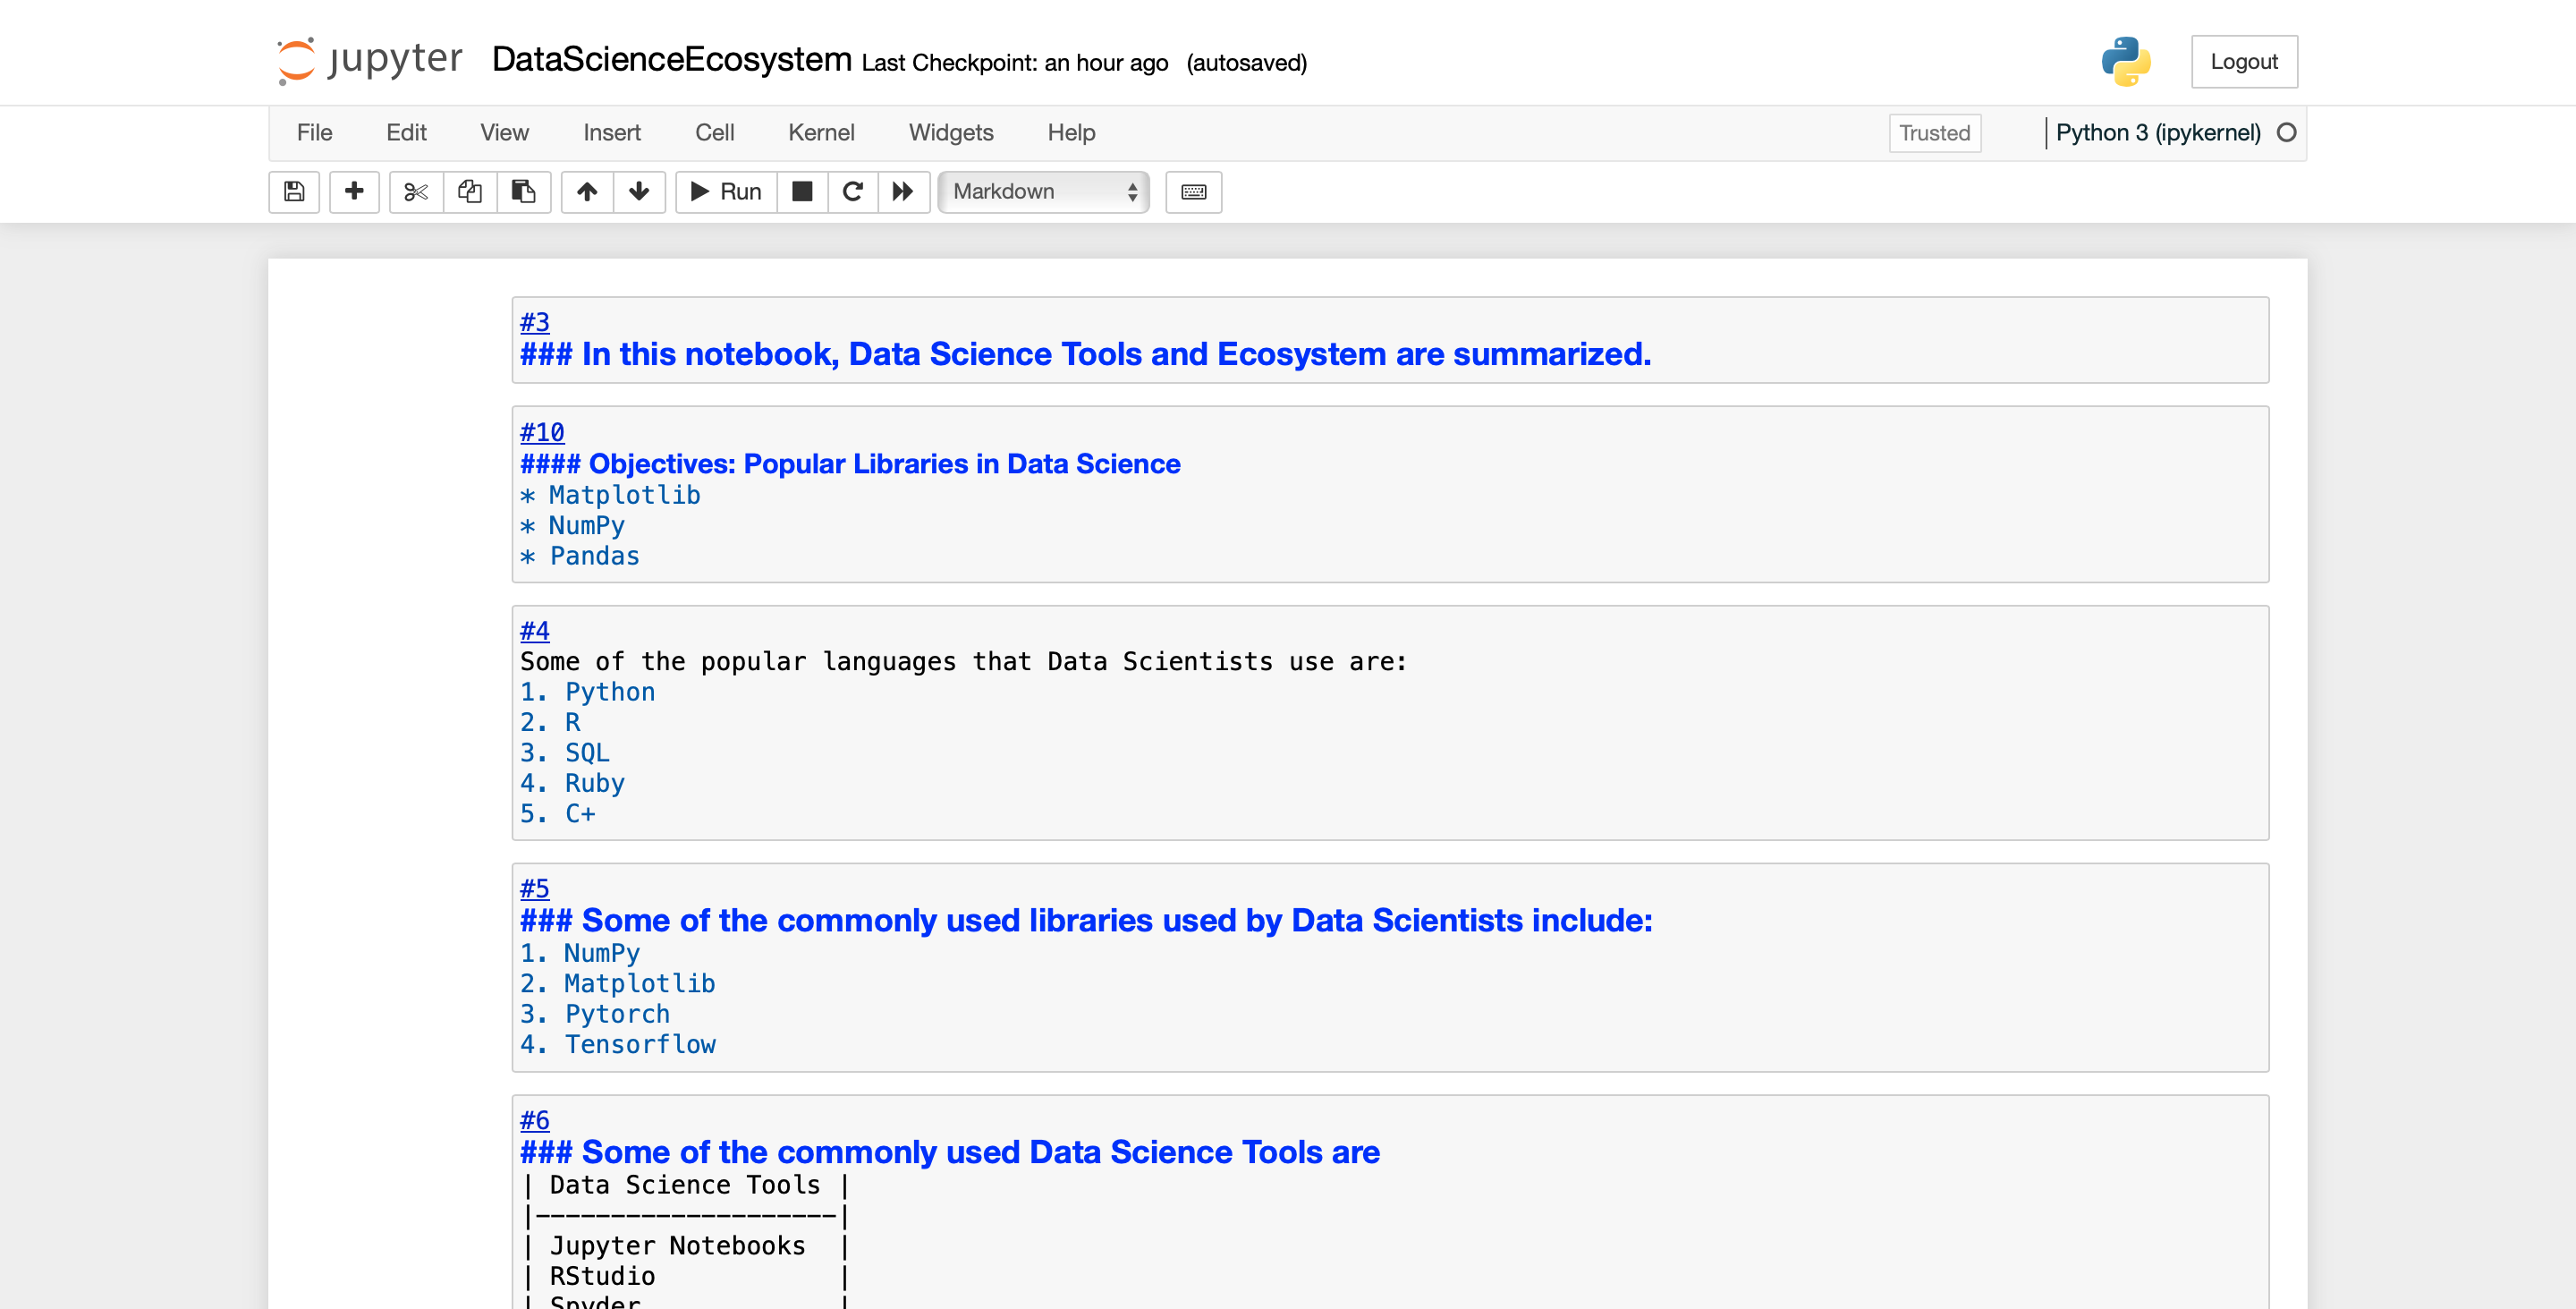 jupyter DataScienceEcosystem Last Checkpoint: an hour ago (autosaved) Logout
File Edit View Insert Cell Kernel Widgets Help Trusted Python 3 (ipykernel)
Run Markdown
#3
### In this notebook, Data Science Tools and Ecosystem are summarized.
#10
#### Objectives: Popular Libraries in Data Science
* Matplotlib
* NumPy
* Pandas
#4
Some of the popular languages that Data Scientists use are:
1. Python
2. R
3. SQL
4. Ruby
5. C+
#5
### Some of the commonly used libraries used by Data Scientists include:
1. NumPy
2. Matplotlib
3. Pytorch
4. Tensorflow
#6
### Some of the commonly used Data Science Tools are
| Data Science Tools |
|--------------------|
| Jupyter Notebooks |
| RStudio |
| Spyder |